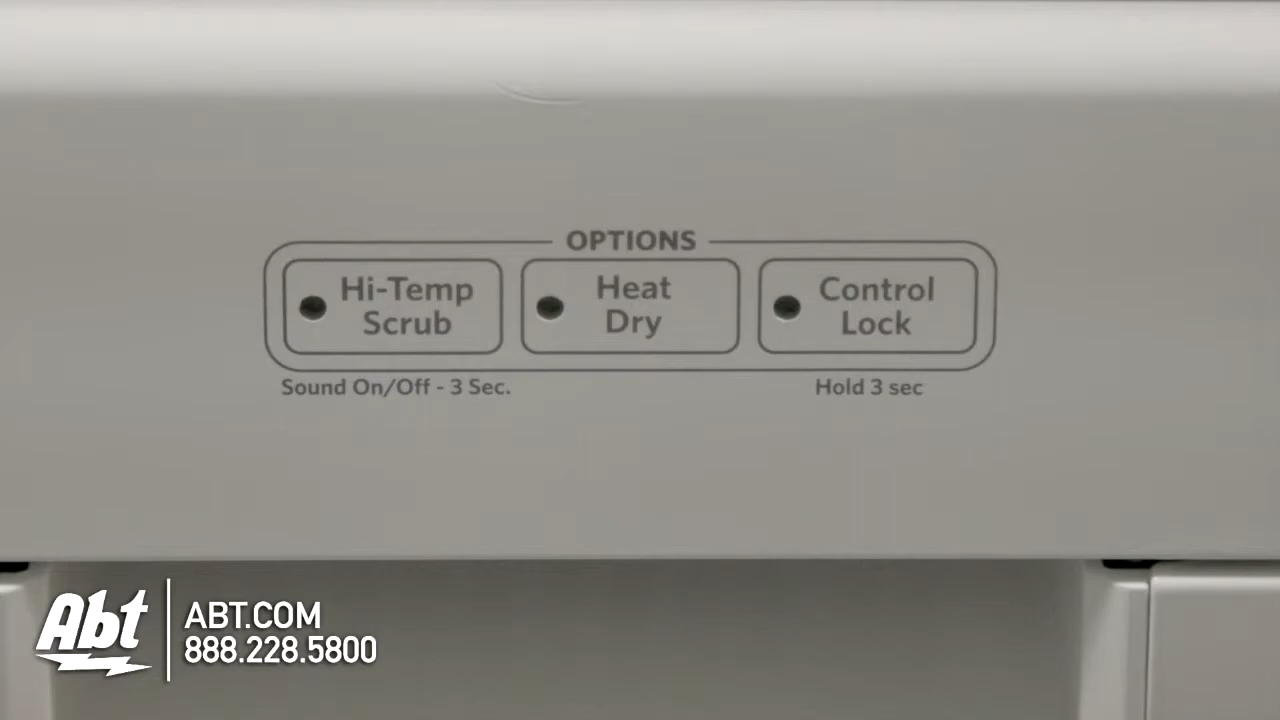 OPTIONS
Hi-Temp
Scrub
Heat
Dry
Control
Lock
Sound On/Off - 3 Sec.
Hold 3 sec
Abt
ABT.COM
888.228.5800